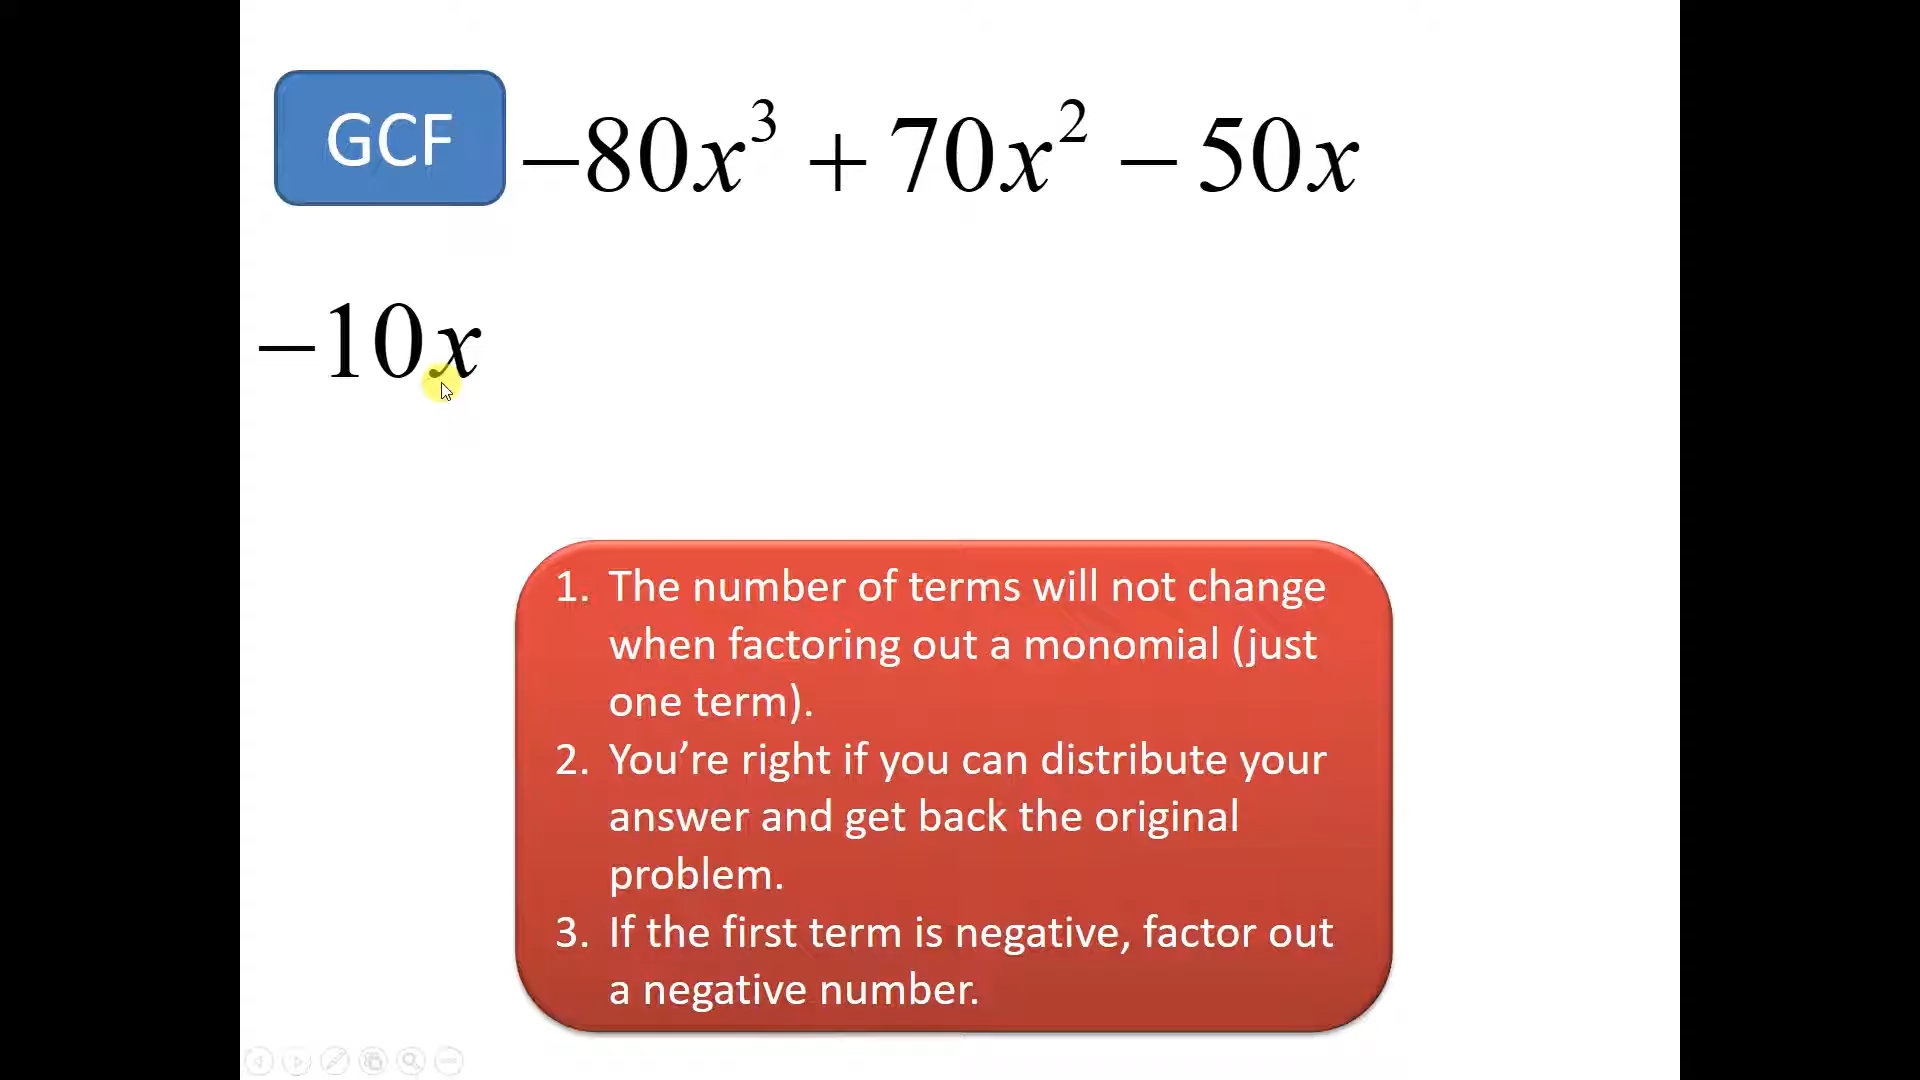 GCF
−80x³ + 70x² − 50x
−10x
1. The number of terms will not change
when factoring out a monomial (just
one term).
2. You’re right if you can distribute your
answer and get back the original
problem.
3. If the first term is negative, factor out
a negative number.